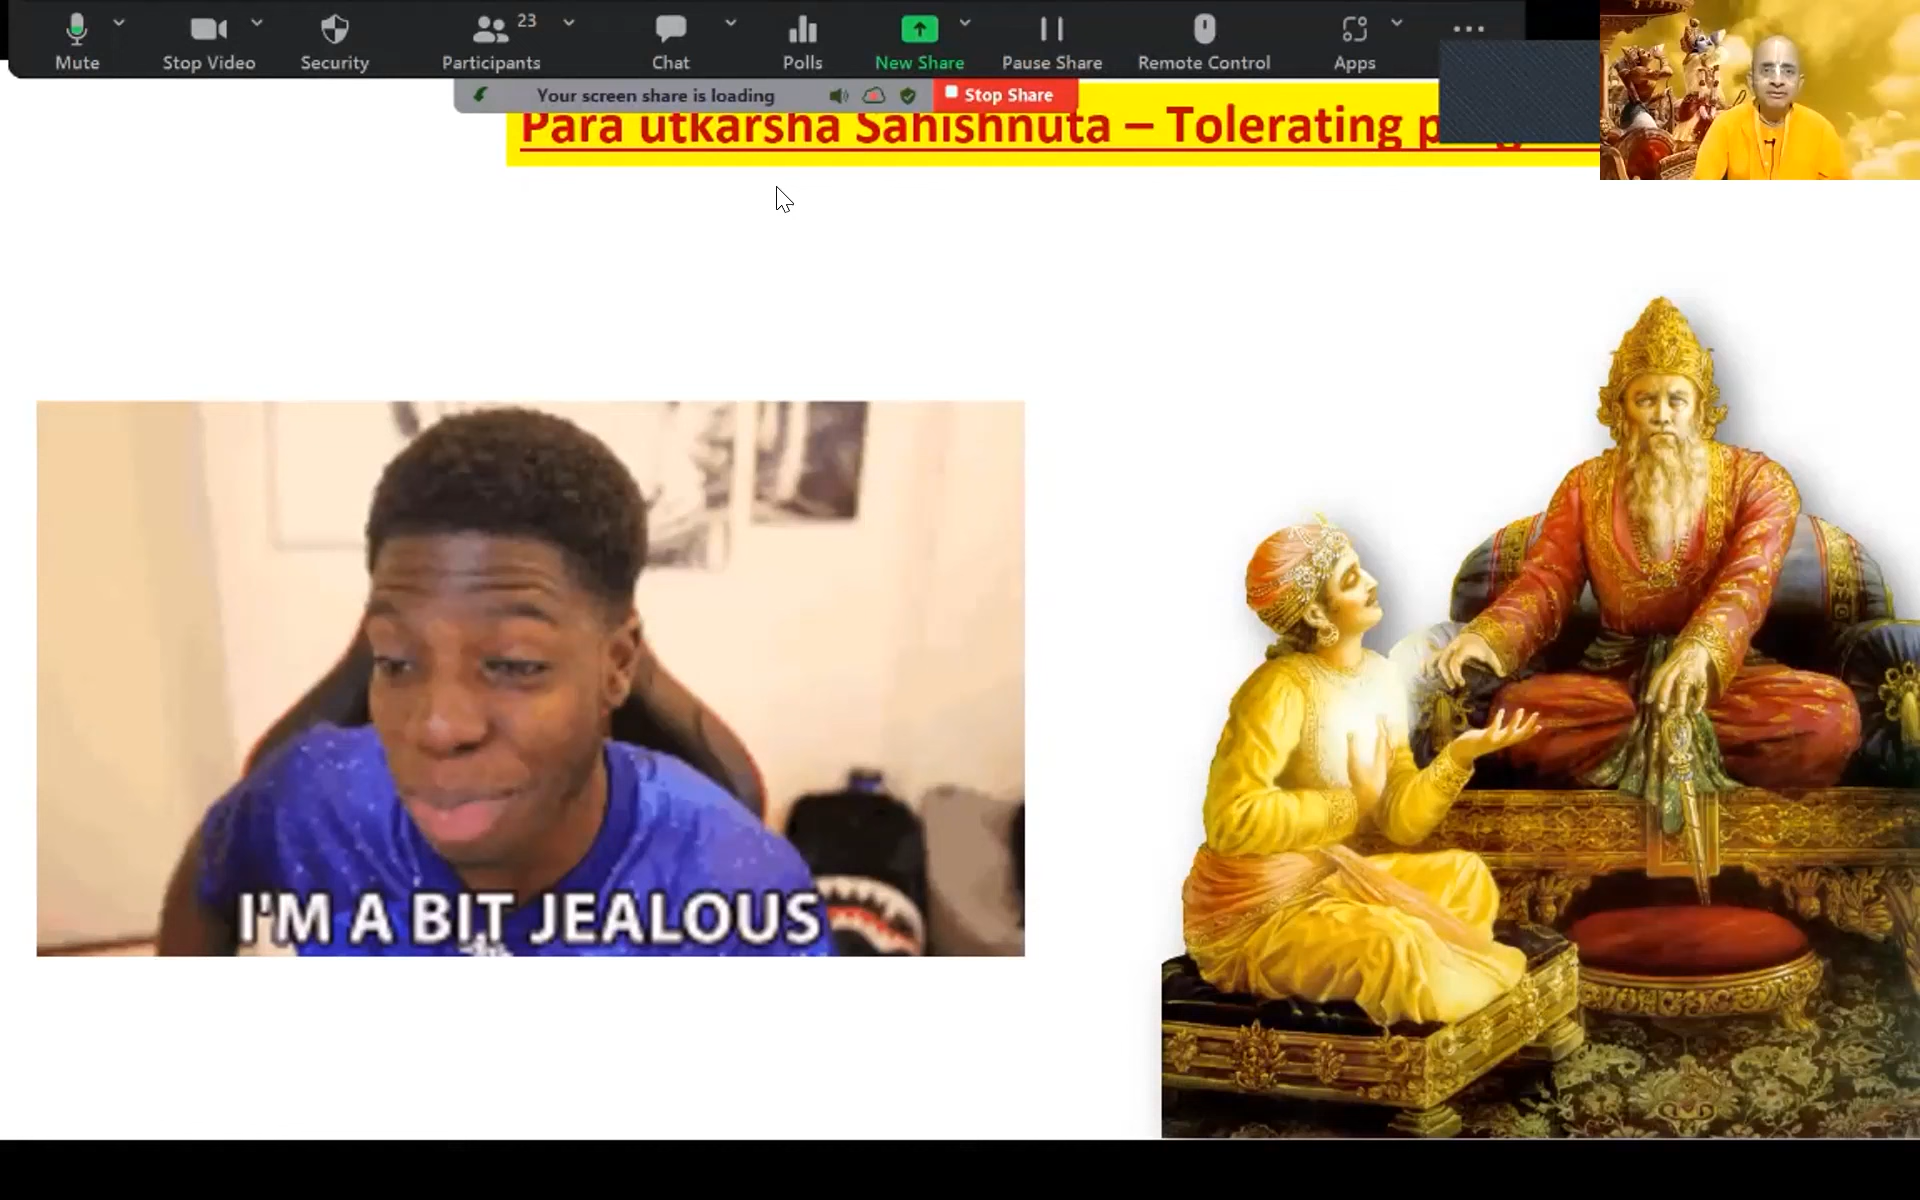 23
Mute Stop Video Security Participants Chat Polls New Share Pause Share Remote Control Apps
Your screen share is loading Stop Share
Para utkarsha Sahishnuta – Tolerating
I'M A BIT JEALOUS